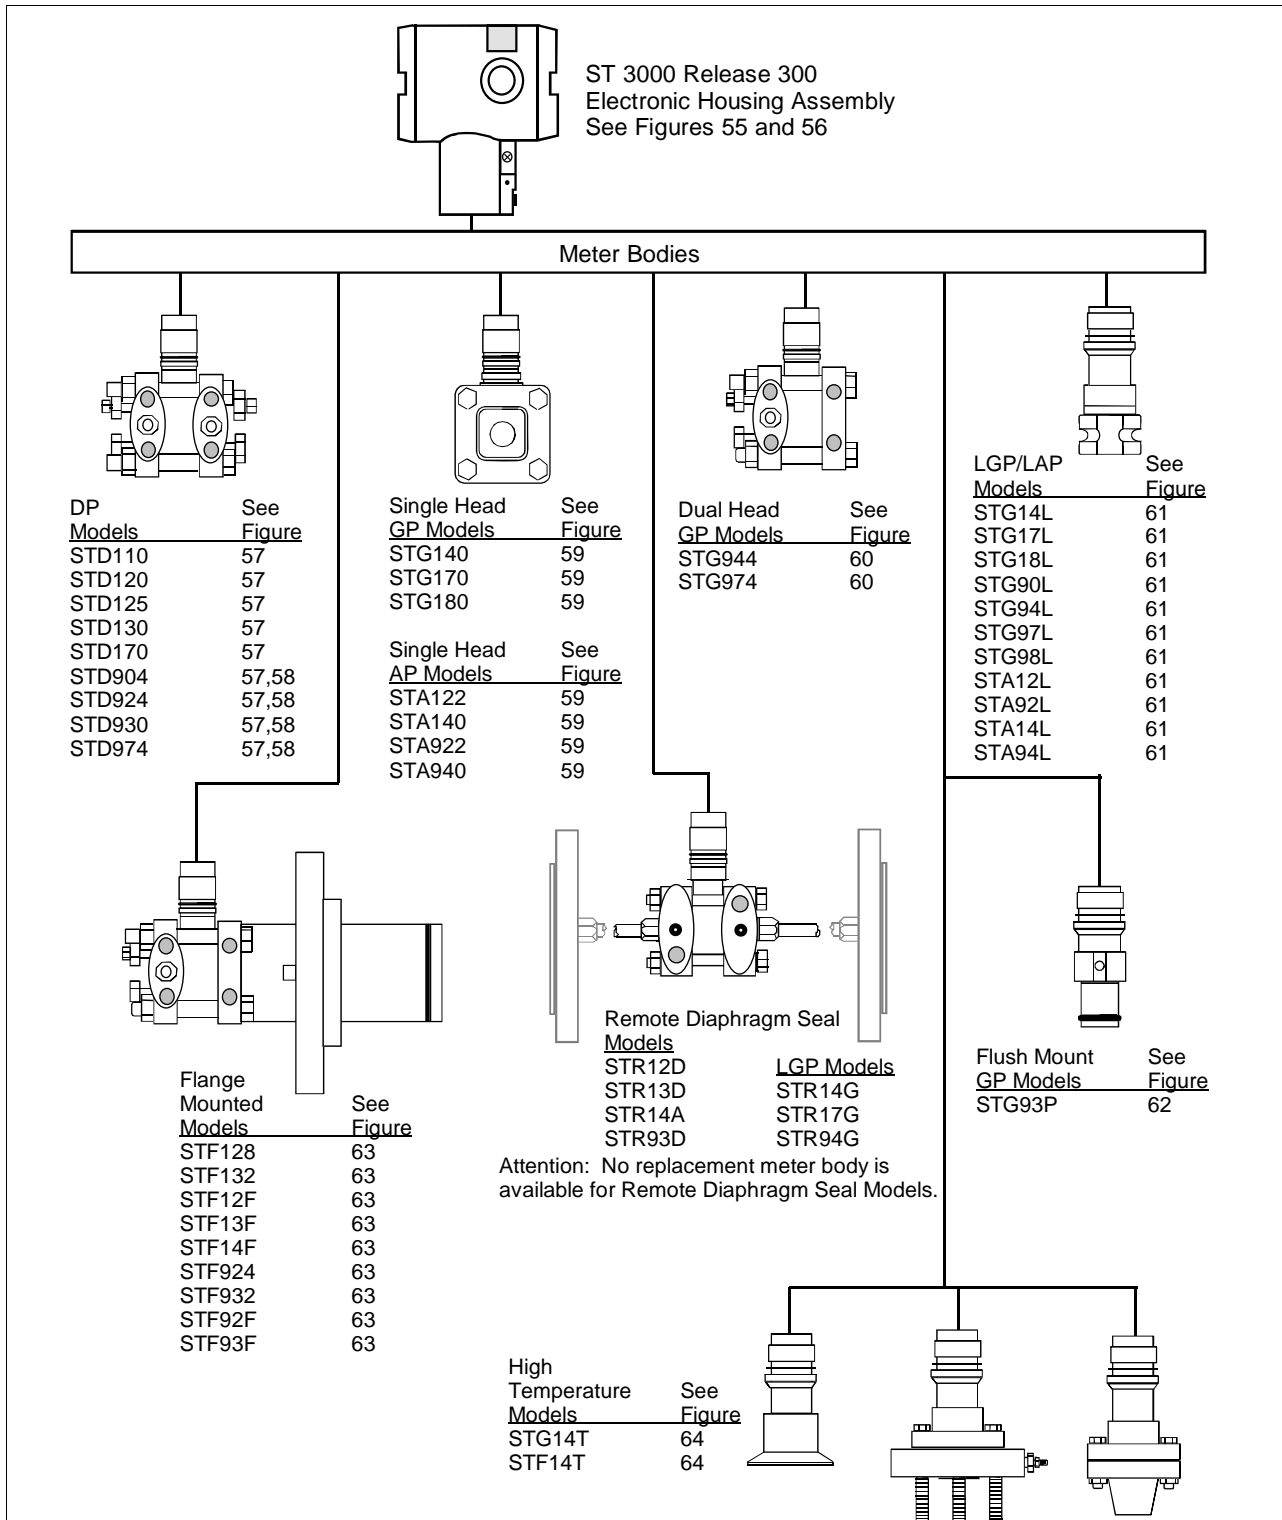 ST 3000 Release 300
Electronic Housing Assembly
See Figures 55 and 56
Meter Bodies
DP See
Models Figure
STD110 57
STD120 57
STD125 57
STD130 57
STD170 57
STD904 57,58
STD924 57,58
STD930 57,58
STD974 57,58
Single Head See
GP Models Figure
STG140 59
STG170 59
STG180 59
Single Head See
AP Models Figure
STA122 59
STA140 59
STA922 59
STA940 59
Dual Head See
GP Models Figure
STG944 60
STG974 60
LGP/LAP See
Models Figure
STG14L 61
STG17L 61
STG18L 61
STG90L 61
STG94L 61
STG97L 61
STG98L 61
STA12L 61
STA92L 61
STA14L 61
STA94L 61
Flange
Mounted See
Models Figure
STF128 63
STF132 63
STF12F 63
STF13F 63
STF14F 63
STF924 63
STF932 63
STF92F 63
STF93F 63
Remote Diaphragm Seal
Models
STR12D LGP Models
STR13D STR14G
STR14A STR17G
STR93D STR94G
Attention: No replacement meter body is
available for Remote Diaphragm Seal Models.
Flush Mount See
GP Models Figure
STG93P 62
High
Temperature See
Models Figure
STG14T 64
STF14T 64